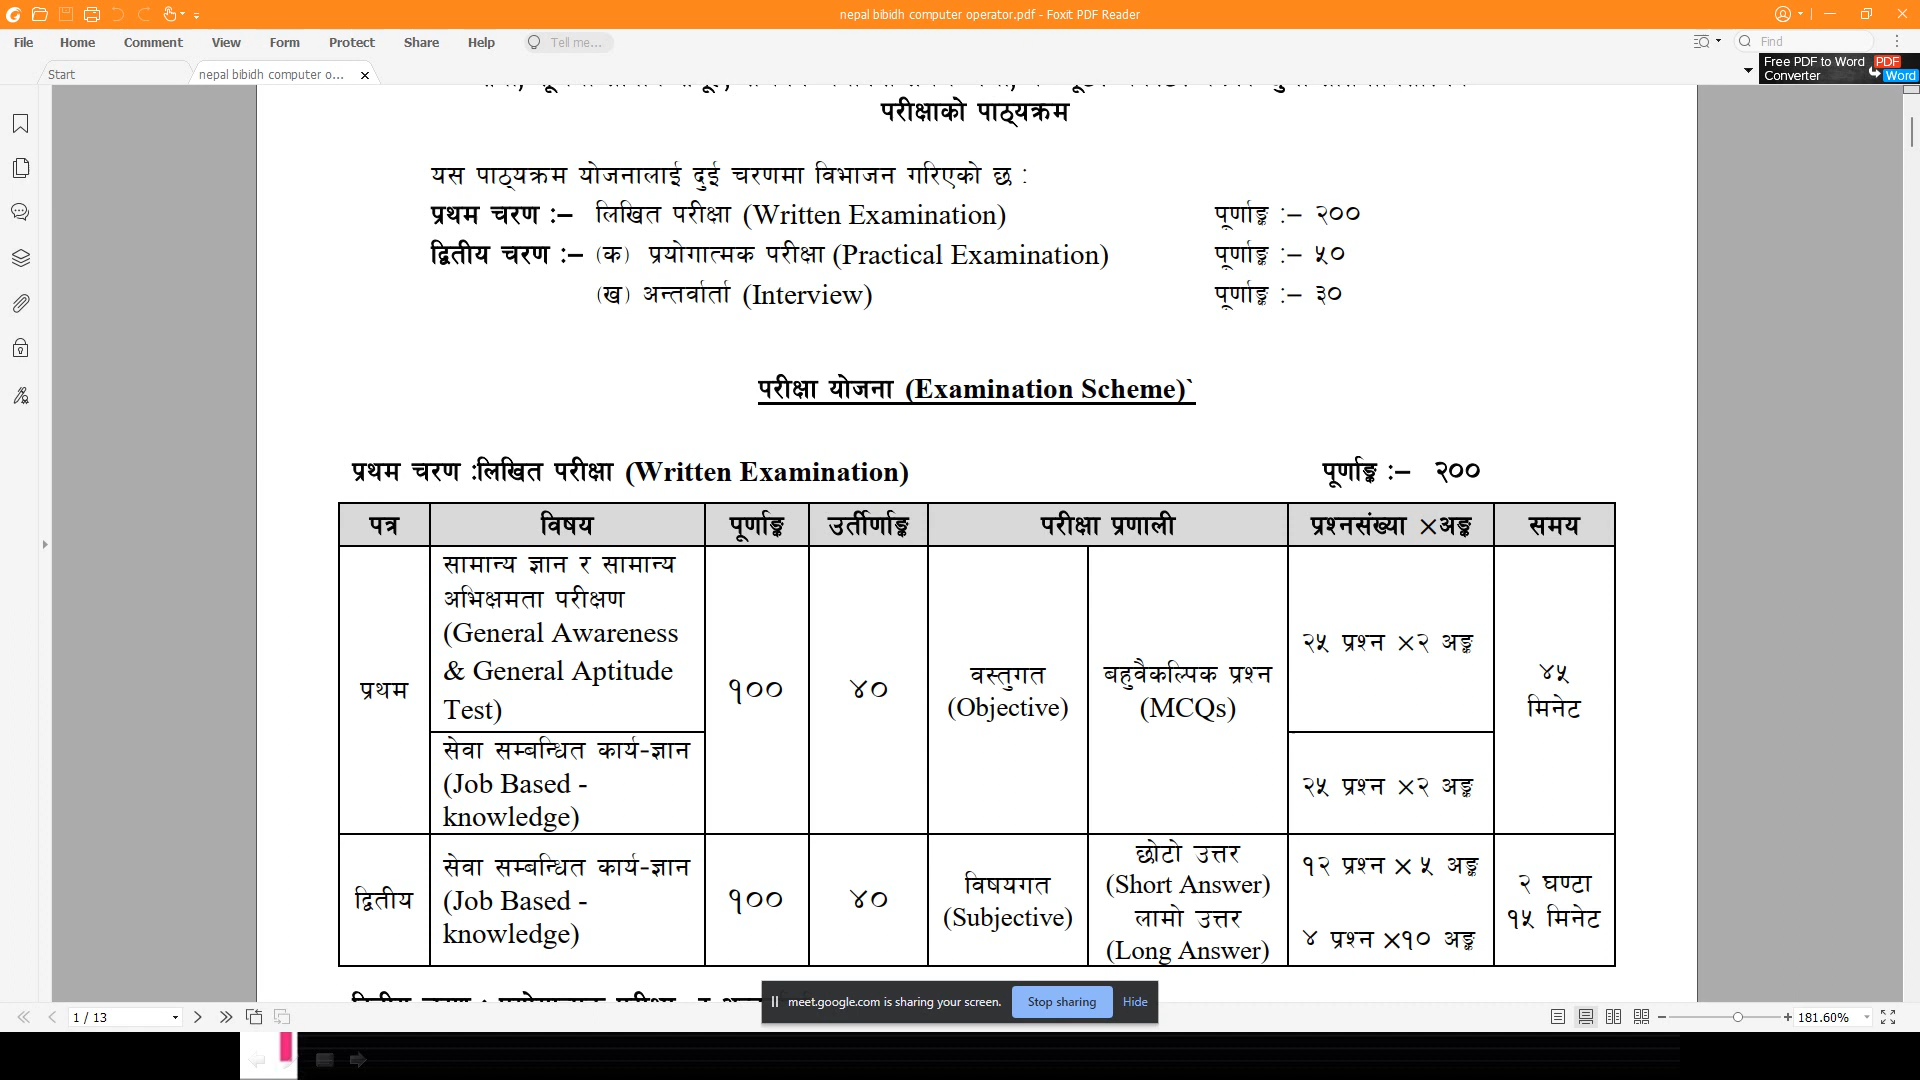 nepal bibidh computer operator.pdf - Foxit PDF Reader
File Home Comment View Form Protect Share Help Tell me... Find
Start nepal bibidh computer o... Free PDF to Word Converter PDF Word
परीक्षाको पाठ्यक्रम
यस पाठ्यक्रम योजनालाई दुई चरणमा विभाजन गरिएको छ :
प्रथम चरण :– लिखित परीक्षा (Written Examination) पूर्णाङ्क :– २००
द्वितीय चरण :– (क) प्रयोगात्मक परीक्षा (Practical Examination) पूर्णाङ्क :– ५०
(ख) अन्तर्वार्ता (Interview) पूर्णाङ्क :– ३०
परीक्षा योजना (Examination Scheme)`
प्रथम चरण :लिखित परीक्षा (Written Examination) पूर्णाङ्क :– २००
पत्र विषय पूर्णाङ्क उर्तीर्णाङ्क परीक्षा प्रणाली प्रश्नसंख्या ×अङ्क समय
प्रथम
सामान्य ज्ञान र सामान्य
अभिक्षमता परीक्षण
(General Awareness
& General Aptitude
Test)
सेवा सम्बन्धित कार्य-ज्ञान
(Job Based -
knowledge)
१००
४०
वस्तुगत
(Objective)
बहुवैकल्पिक प्रश्न
(MCQs)
२५ प्रश्न ×२ अङ्क
२५ प्रश्न ×२ अङ्क
४५
मिनेट
द्वितीय
सेवा सम्बन्धित कार्य-ज्ञान
(Job Based -
knowledge)
१००
४०
विषयगत
(Subjective)
छोटो उत्तर
(Short Answer)
लामो उत्तर
(Long Answer)
१२ प्रश्न × ५ अङ्क
४ प्रश्न ×१० अङ्क
२ घण्टा
१५ मिनेट
meet.google.com is sharing your screen. Stop sharing Hide
1 / 13 181.60%